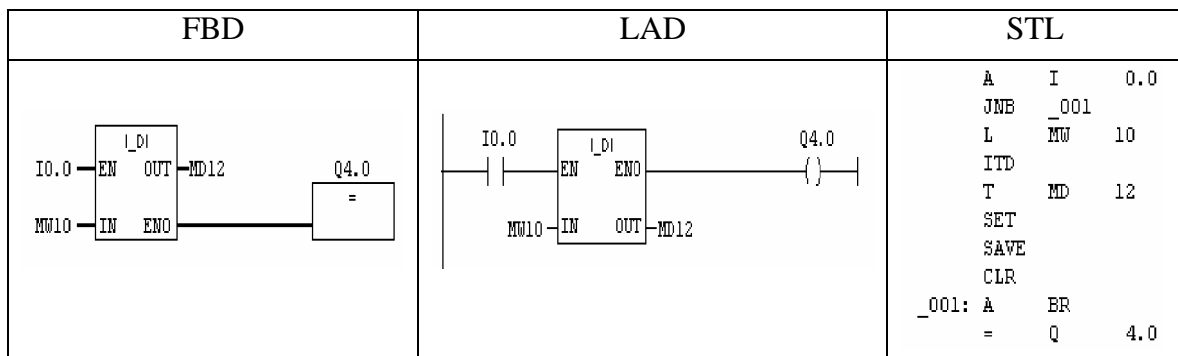 FBD
LAD
STL
I_DI
I0.0 EN OUT MD12
Q4.0
=
MW10 IN ENO
I0.0
I_DI
Q4.0
EN ENO
MW10 IN OUT MD12
A I 0.0
JNB _001
L MW 10
ITD
T MD 12
SET
SAVE
CLR
_001: A BR
= Q 4.0